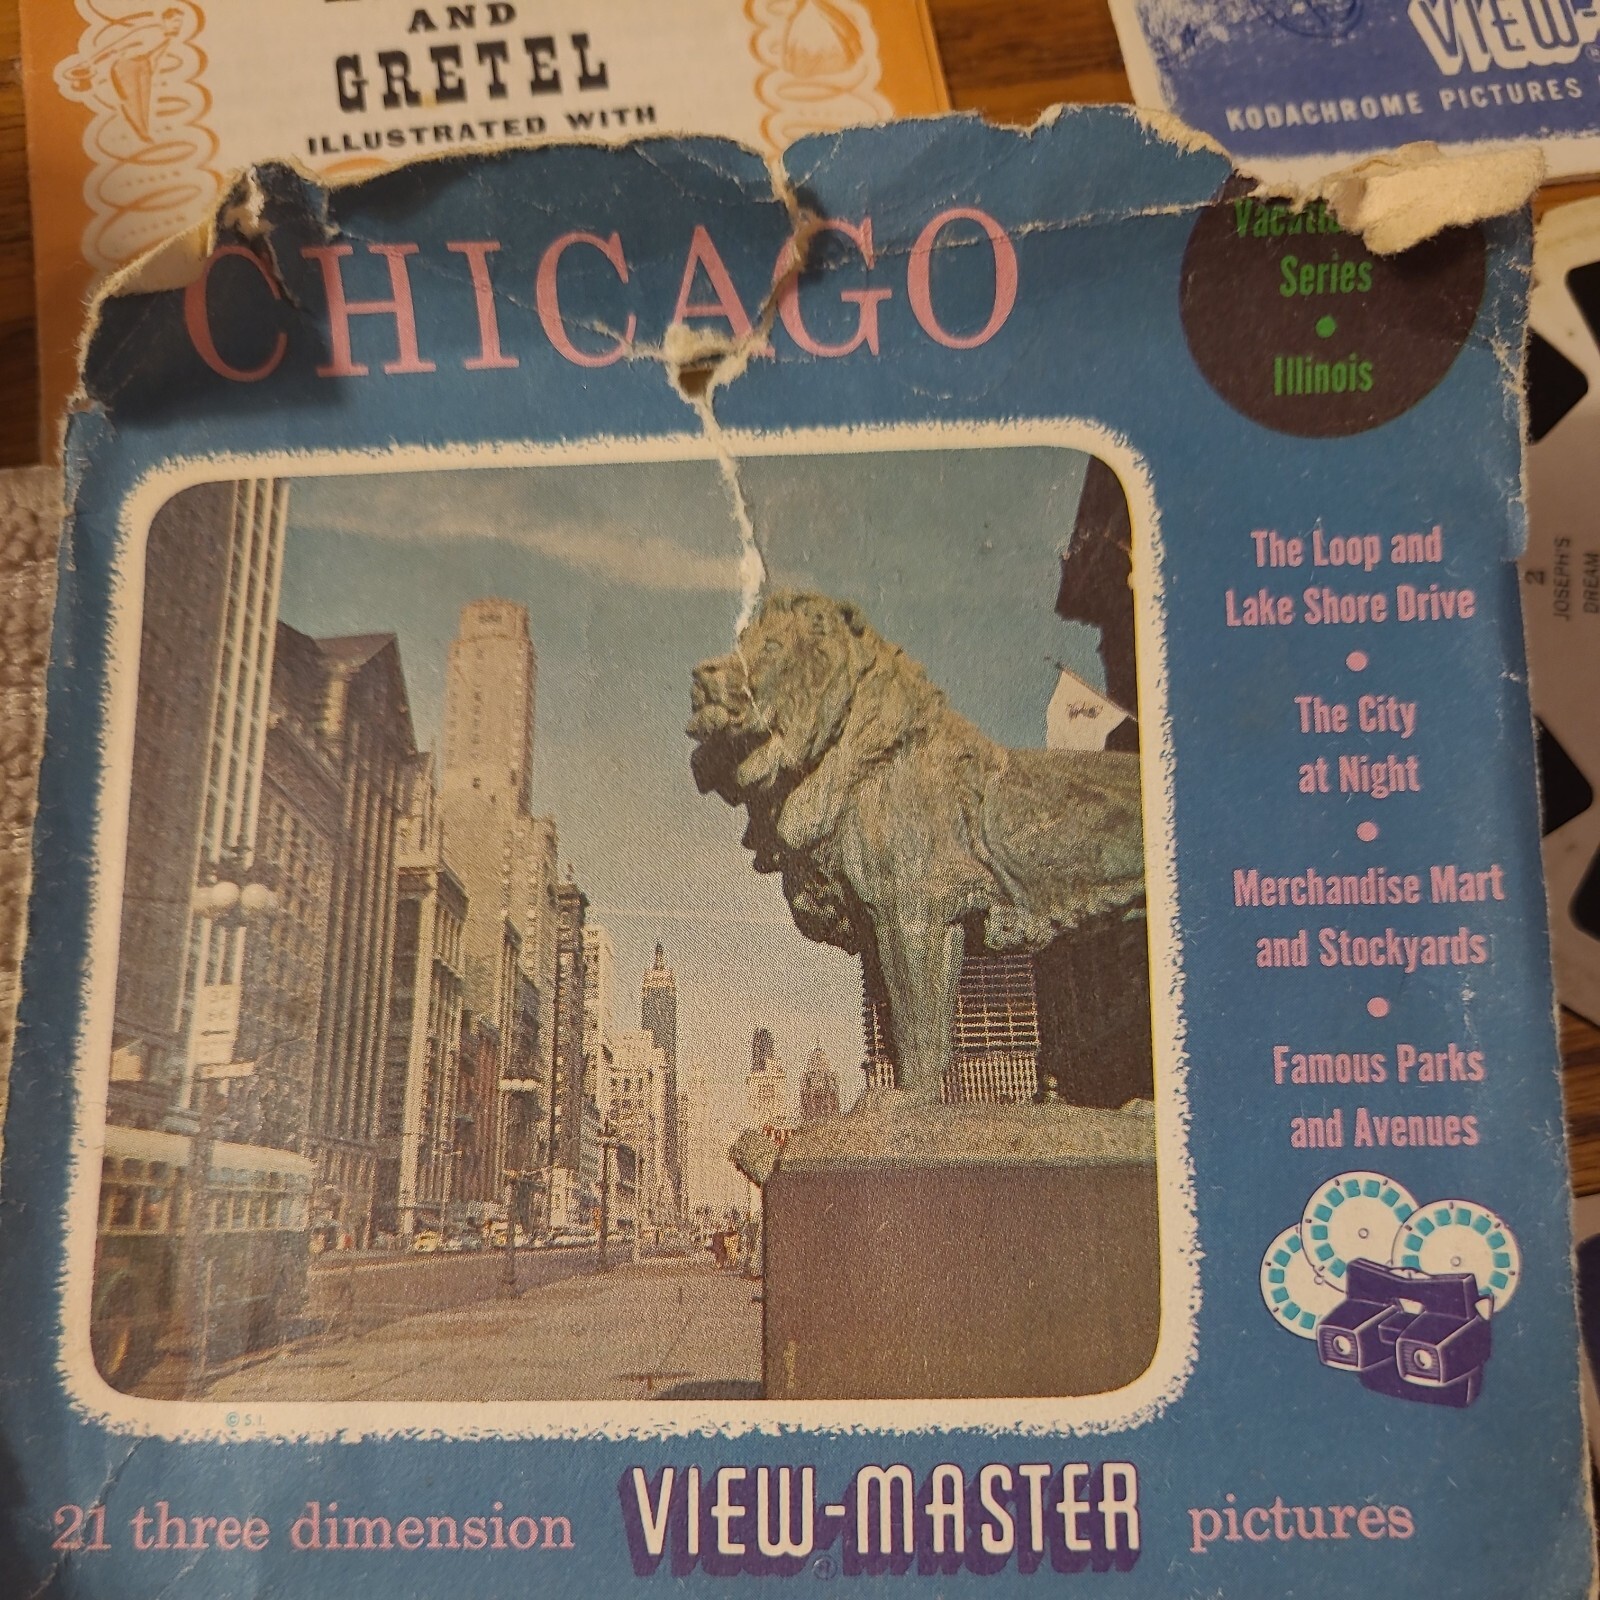 AND
GRETEL
ILLUSTRATED WITH
VIEW-
KODACHROME PICTURES
CHICAGO
Series
•
Illinois
The Loop and
Lake Shore Drive
•
The City
at Night
•
Merchandise Mart
and Stockyards
•
Famous Parks
and Avenues
© S.I.
21 three dimension VIEW-MASTER® pictures
2
JOSEPH'S
DREAM